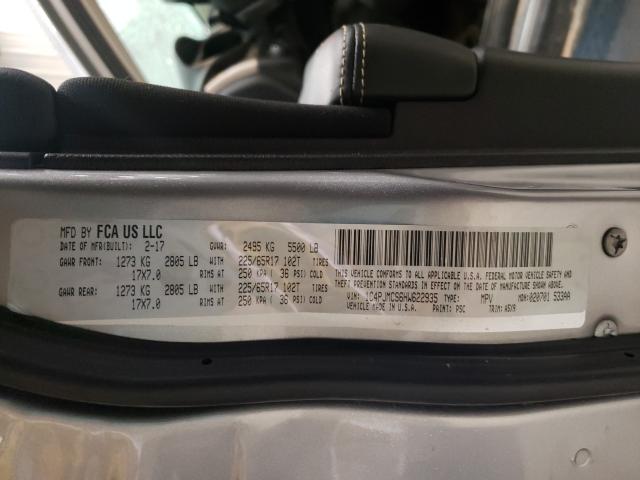 MFD BY FCA US LLC
DATE OF MFR(BUILT): 2-17 GVWR: 2495 KG 5500 LB
GAWR FRONT: 1273 KG 2805 LB WITH 225/65R17 102T TIRES
17X7.0 RIMS AT 250 KPA ( 36 PSI) COLD
GAWR REAR: 1273 KG 2805 LB WITH 225/65R17 102T TIRES
17X7.0 RIMS AT 250 KPA ( 36 PSI) COLD
THIS VEHICLE CONFORMS TO ALL APPLICABLE U.S.A. FEDERAL MOTOR VEHICLE SAFETY AND
THEFT PREVENTION STANDARDS IN EFFECT ON THE DATE OF MANUFACTURE SHOWN ABOVE.
VIN: 1C4PJMCS6HW622935 TYPE: MPV MDH: 020701 533AA
VEHICLE MADE IN U.S.A. PAINT: PSC TRIM: A5X9